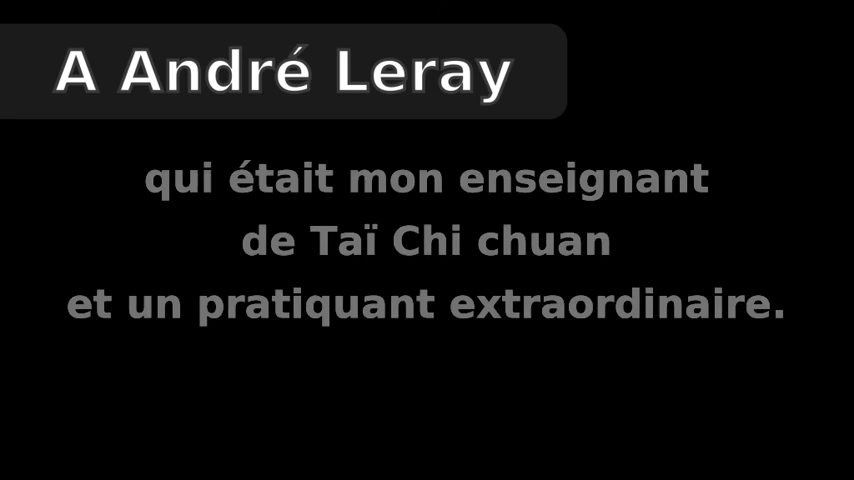 A André Leray
qui était mon enseignant
de Taï Chi chuan
et un pratiquant extraordinaire.